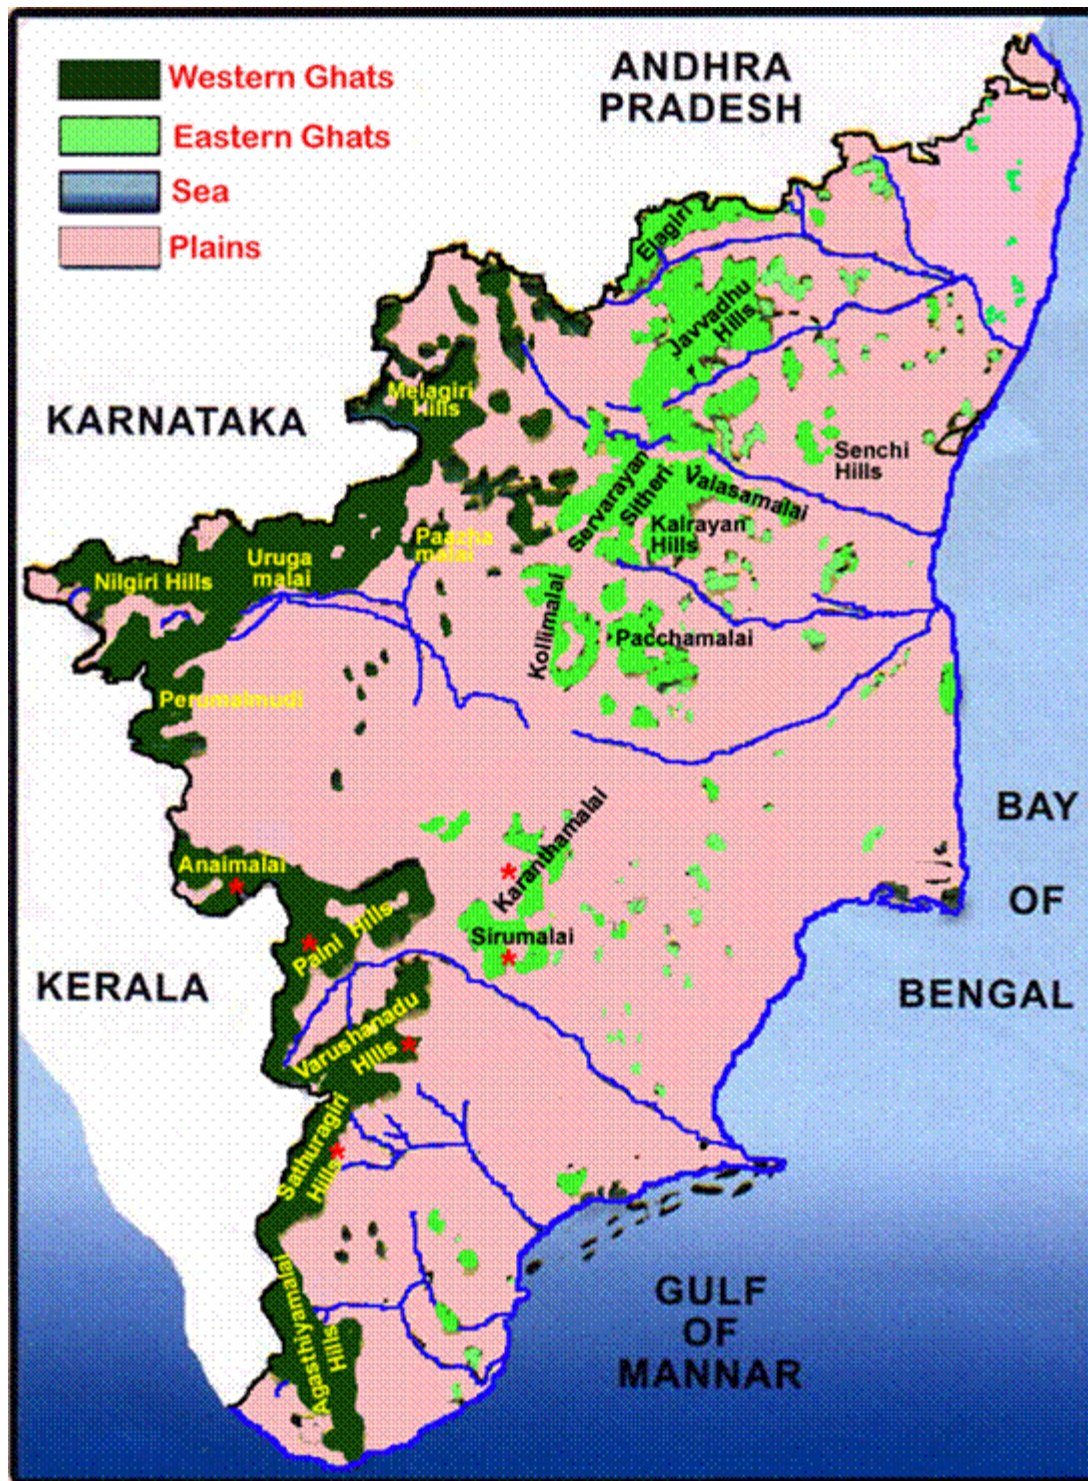 Western Ghats
Eastern Ghats
Sea
Plains
ANDHRA
PRADESH
Elagiri
Javvadhu
Hills
KARNATAKA
Melagiri
Hills
Senchi
Hills
Servarayan
Sitheri
Valasamalai
Kalrayan
Hills
Paazha
malai
Uruga
malai
Nilgiri Hills
Kollimalai
Pacchamalai
Perumalmudi
BAY
OF
BENGAL
Karanthamalai
Anaimalai
Sirumalai
Palni Hills
KERALA
Varushanadu
Hills
Sathuragiri
Hills
GULF
OF
MANNAR
Agasthiyamalai
Hills